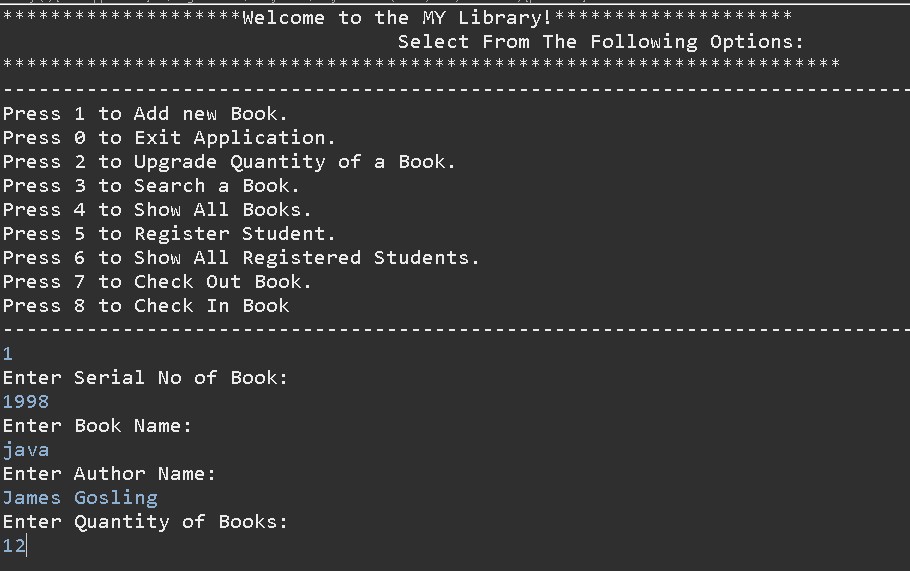 ********************Welcome to the MY Library!********************
Select From The Following Options:
**********************************************************************
----------------------------------------------------------------------------
Press 1 to Add new Book.
Press 0 to Exit Application.
Press 2 to Upgrade Quantity of a Book.
Press 3 to Search a Book.
Press 4 to Show All Books.
Press 5 to Register Student.
Press 6 to Show All Registered Students.
Press 7 to Check Out Book.
Press 8 to Check In Book
----------------------------------------------------------------------------
1
Enter Serial No of Book:
1998
Enter Book Name:
java
Enter Author Name:
James Gosling
Enter Quantity of Books:
12